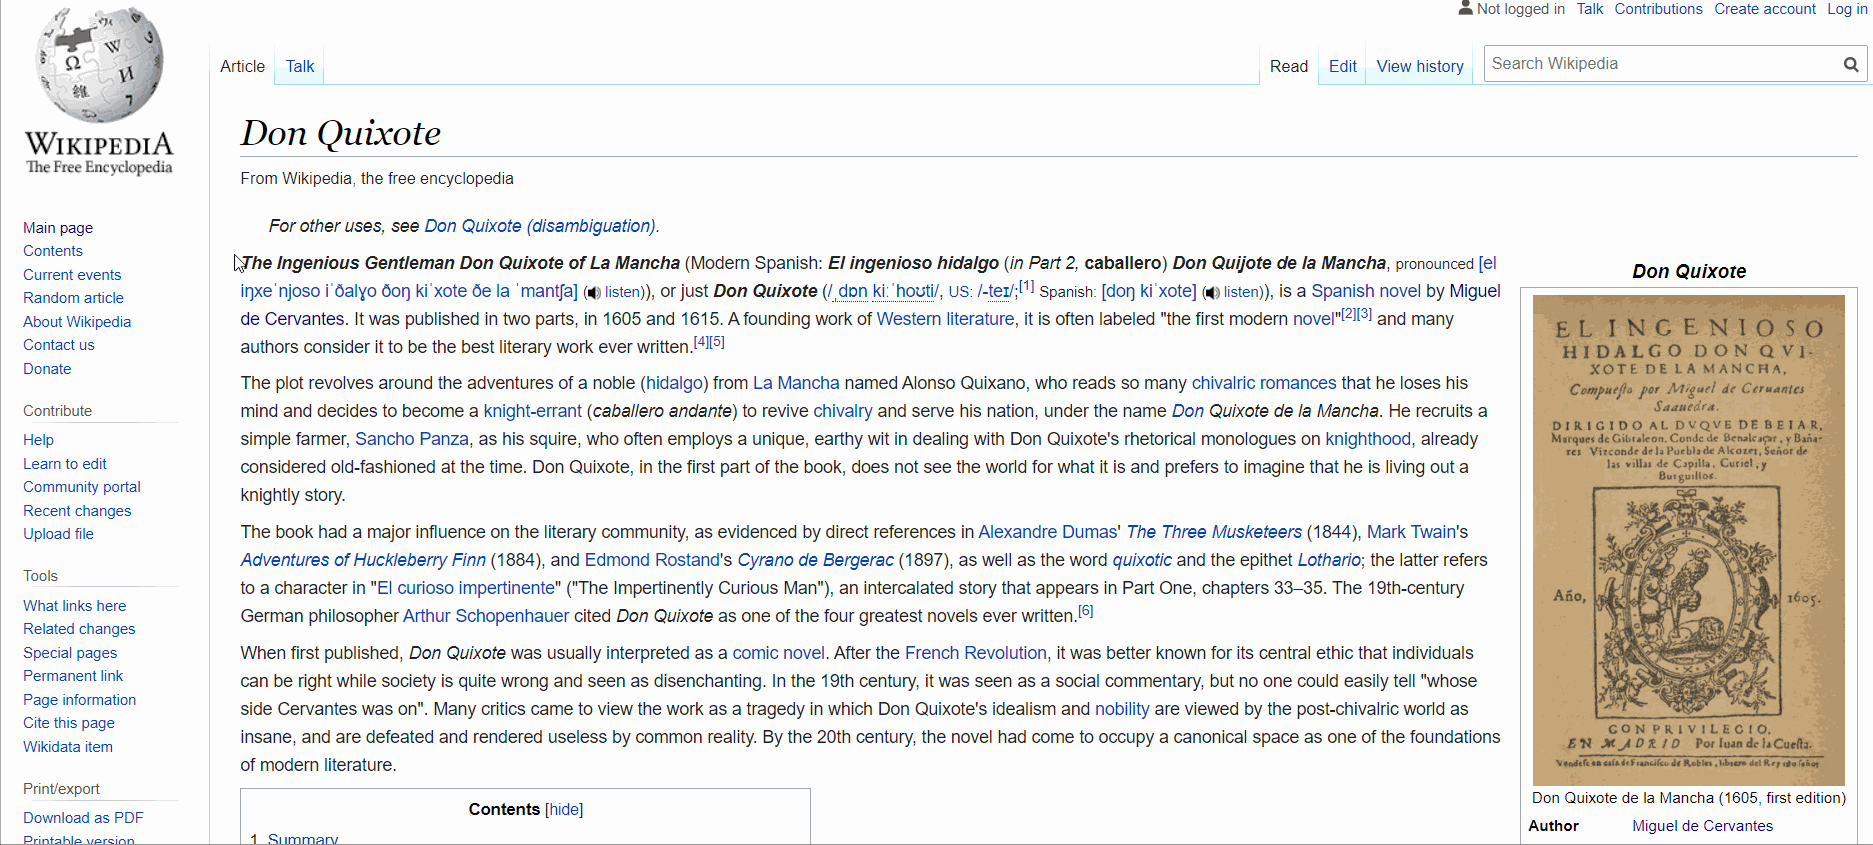 Not logged in Talk Contributions Create account Log in
WIKIPEDIA
The Free Encyclopedia
Article Talk
Read Edit View history
Search Wikipedia
Main page
Contents
Current events
Random article
About Wikipedia
Contact us
Donate
Contribute
Help
Learn to edit
Community portal
Recent changes
Upload file
Tools
What links here
Related changes
Special pages
Permanent link
Page information
Cite this page
Wikidata item
Print/export
Download as PDF
Printable version
Don Quixote
From Wikipedia, the free encyclopedia
For other uses, see Don Quixote (disambiguation).
The Ingenious Gentleman Don Quixote of La Mancha (Modern Spanish: El ingenioso hidalgo (in Part 2, caballero) Don Quijote de la Mancha, pronounced [el
iŋxeˈnjoso iˈðalɣo ðoŋ kiˈxote ðe la ˈmantʃa] (listen)), or just Don Quixote (/ˌdɒn kiːˈhoʊti/, US: /-teɪ/;[1] Spanish: [doŋ kiˈxote] (listen)), is a Spanish novel by Miguel
de Cervantes. It was published in two parts, in 1605 and 1615. A founding work of Western literature, it is often labeled "the first modern novel"[2][3] and many
authors consider it to be the best literary work ever written.[4][5]
The plot revolves around the adventures of a noble (hidalgo) from La Mancha named Alonso Quixano, who reads so many chivalric romances that he loses his
mind and decides to become a knight-errant (caballero andante) to revive chivalry and serve his nation, under the name Don Quixote de la Mancha. He recruits a
simple farmer, Sancho Panza, as his squire, who often employs a unique, earthy wit in dealing with Don Quixote's rhetorical monologues on knighthood, already
considered old-fashioned at the time. Don Quixote, in the first part of the book, does not see the world for what it is and prefers to imagine that he is living out a
knightly story.
The book had a major influence on the literary community, as evidenced by direct references in Alexandre Dumas' The Three Musketeers (1844), Mark Twain's
Adventures of Huckleberry Finn (1884), and Edmond Rostand's Cyrano de Bergerac (1897), as well as the word quixotic and the epithet Lothario; the latter refers
to a character in "El curioso impertinente" ("The Impertinently Curious Man"), an intercalated story that appears in Part One, chapters 33–35. The 19th-century
German philosopher Arthur Schopenhauer cited Don Quixote as one of the four greatest novels ever written.[6]
When first published, Don Quixote was usually interpreted as a comic novel. After the French Revolution, it was better known for its central ethic that individuals
can be right while society is quite wrong and seen as disenchanting. In the 19th century, it was seen as a social commentary, but no one could easily tell "whose
side Cervantes was on". Many critics came to view the work as a tragedy in which Don Quixote's idealism and nobility are viewed by the post-chivalric world as
insane, and are defeated and rendered useless by common reality. By the 20th century, the novel had come to occupy a canonical space as one of the foundations
of modern literature.
Contents [hide]
1 Summary
Don Quixote
EL INGENIOSO
HIDALGO DON QVI-
XOTE DE LA MANCHA,
Compuesto por Miguel de Ceruantes
Saauedra.
DIRIGIDO AL DVQVE DE BEIAR,
Marques de Gibraleon, Conde de Benalcaçar, y Baña-
res, Vizconde de la Puebla de Alcozer, Señor de
las villas de Capilla, Curiel, y
Burguillos.
Año, 1605.
CON PRIVILEGIO,
EN MADRID Por Iuan de la Cuesta.
Vendese en casa de Francisco de Robles, librero del Rey nro señor
Don Quixote de la Mancha (1605, first edition)
Author Miguel de Cervantes